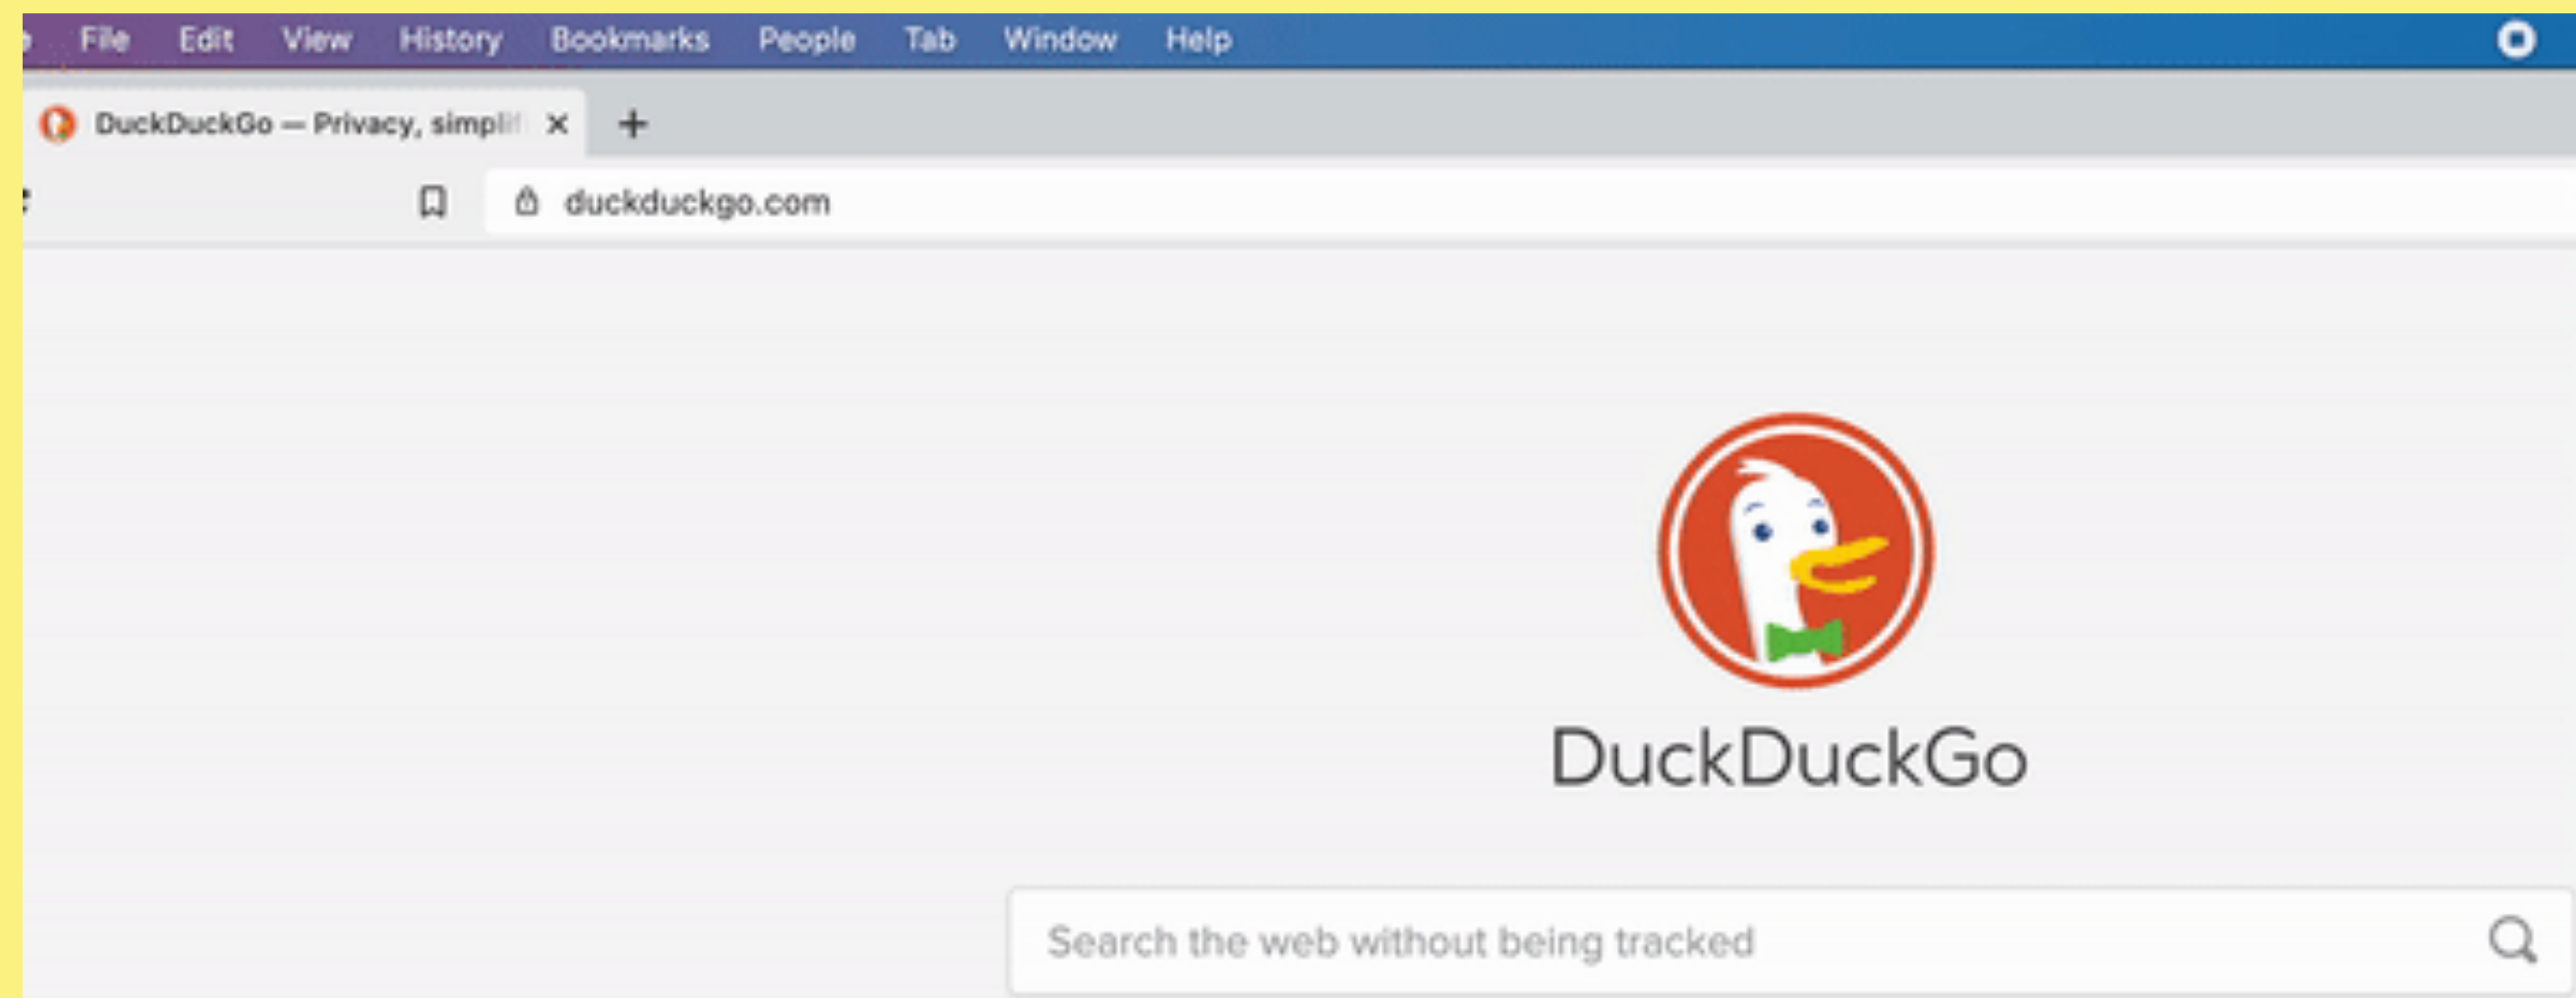 File Edit View History Bookmarks People Tab Window Help
DuckDuckGo — Privacy, simplif
duckduckgo.com
DuckDuckGo
Search the web without being tracked